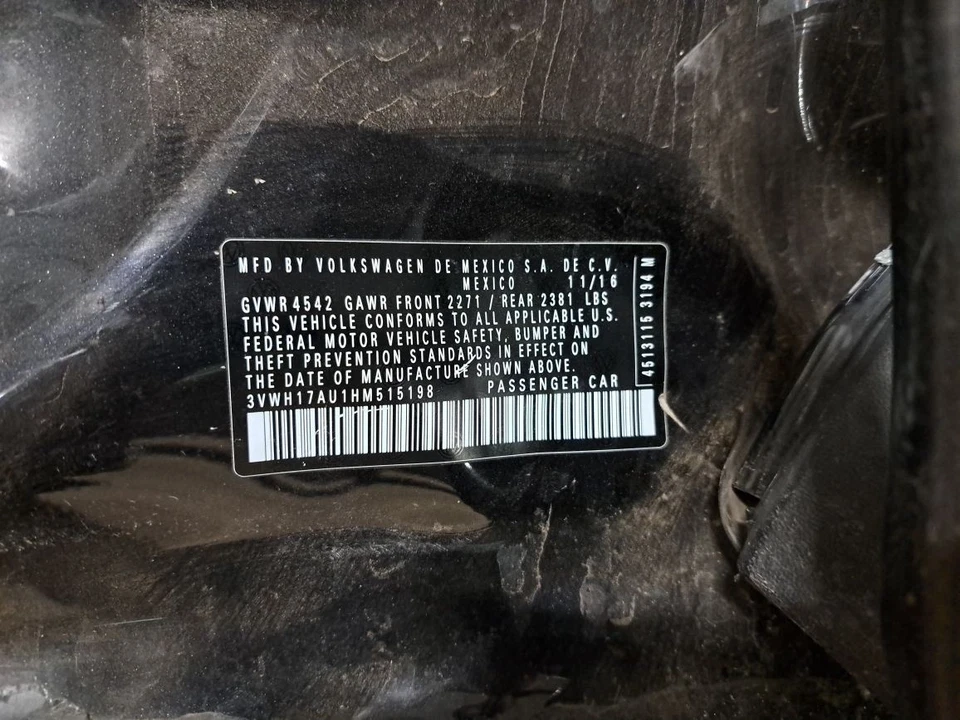 MFD BY VOLKSWAGEN DE MEXICO S.A. DE C.V.
MEXICO 11/16
GVWR 4542 GAWR FRONT 2271 / REAR 2381 LBS
THIS VEHICLE CONFORMS TO ALL APPLICABLE U.S.
FEDERAL MOTOR VEHICLE SAFETY, BUMPER AND
THEFT PREVENTION STANDARDS IN EFFECT ON
THE DATE OF MANUFACTURE SHOWN ABOVE.
3VWH17AU1HM515198 PASSENGER CAR
4513115 3194 M